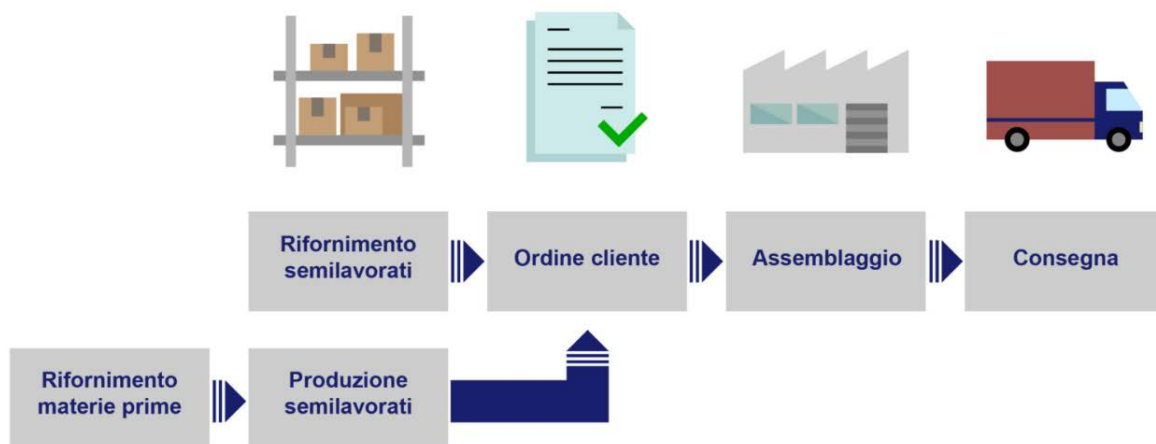 Rifornimento
semilavorati
Ordine cliente
Assemblaggio
Consegna
Rifornimento
materie prime
Produzione
semilavorati